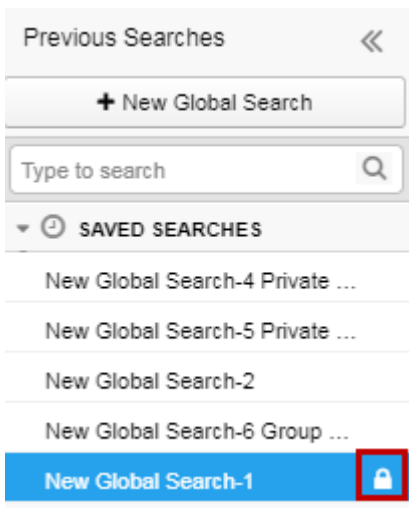 Previous Searches
+ New Global Search
Type to search
SAVED SEARCHES
New Global Search-4 Private ...
New Global Search-5 Private ...
New Global Search-2
New Global Search-6 Group ...
New Global Search-1